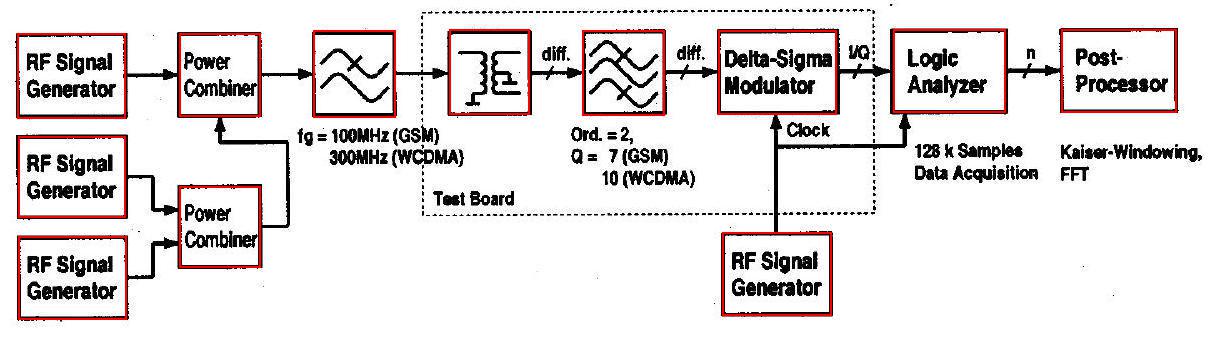 RF Signal
Generator
Power
Combiner
fg = 100MHz (GSM)
300MHz (WCDMA)
diff.
Ord. = 2,
Q = 7 (GSM)
10 (WCDMA)
diff.
Delta-Sigma
Modulator
I/Q
Clock
Logic
Analyzer
128 k Samples
Data Acquisition
n
Post-
Processor
Kaiser-Windowing,
FFT
RF Signal
Generator
Power
Combiner
RF Signal
Generator
Test Board
RF Signal
Generator